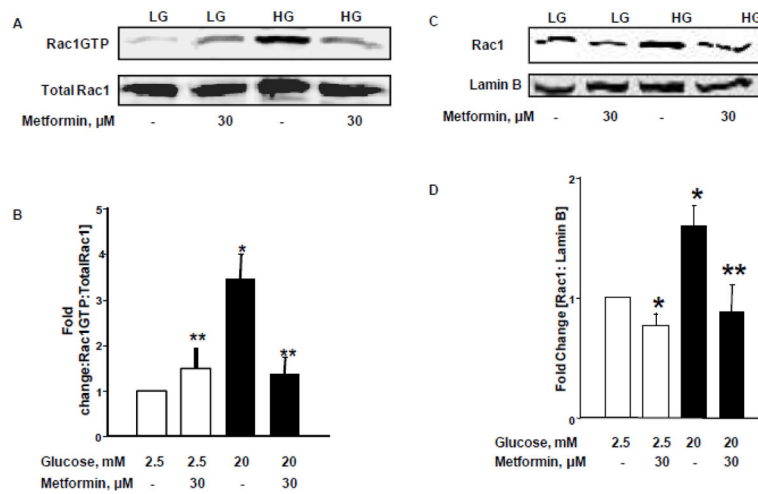 A
LG LG HG HG
Rac1GTP
Total Rac1
Metformin, µM - 30 - 30
B
Fold
change:Rac1GTP:TotalRac1]
5
4
3
2
1
0
**
*
**
Glucose, mM 2.5 2.5 20 20
Metformin, µM - 30 - 30
C
LG LG HG HG
Rac1
Lamin B
Metformin, µM - 30 - 30
D
Fold Change [Rac1: Lamin B]
2
1
0
*
*
**
Glucose, mM 2.5 2.5 20 20
Metformin, µM - 30 - 30